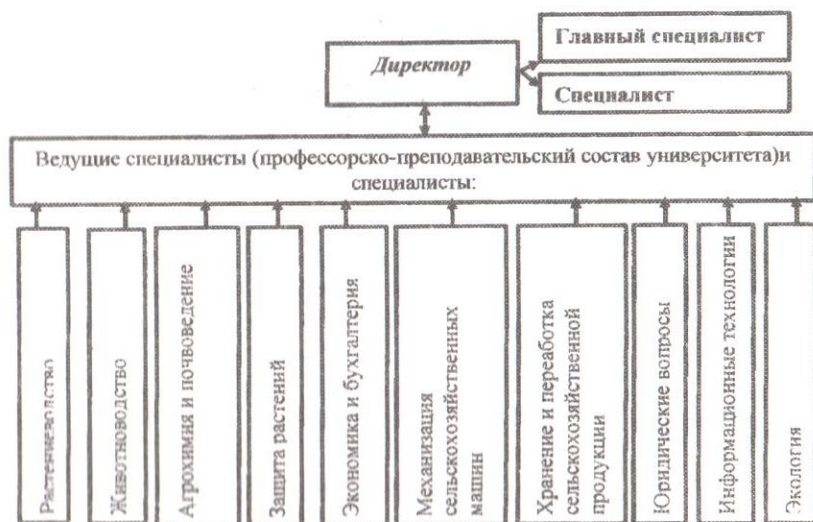 Главный специалист
Директор
Специалист
Ведущие специалисты (профессорско-преподавательский состав университета)и
специалисты:
Растениеводство
Животноводство
Агрохимия и почвоведение
Защита растений
Экономика и бухгалтерия
Механизация
сельскохозяйственных
машин
Хранение и переаботка
сельскохозяйственной
продукции
Юридические вопросы
Информационные технологии
Экология